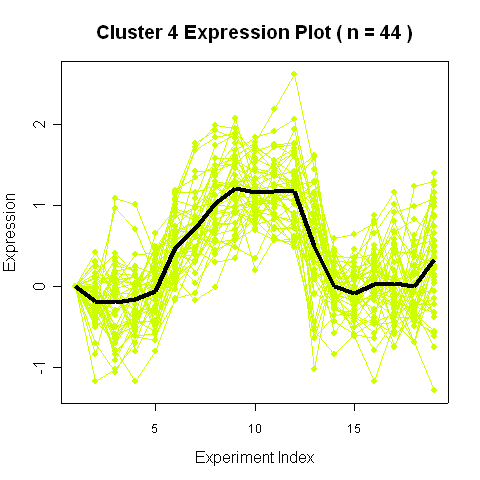 Cluster 4 Expression Plot ( n = 44 )
Expression
2
1
0
-1
5 10 15
Experiment Index